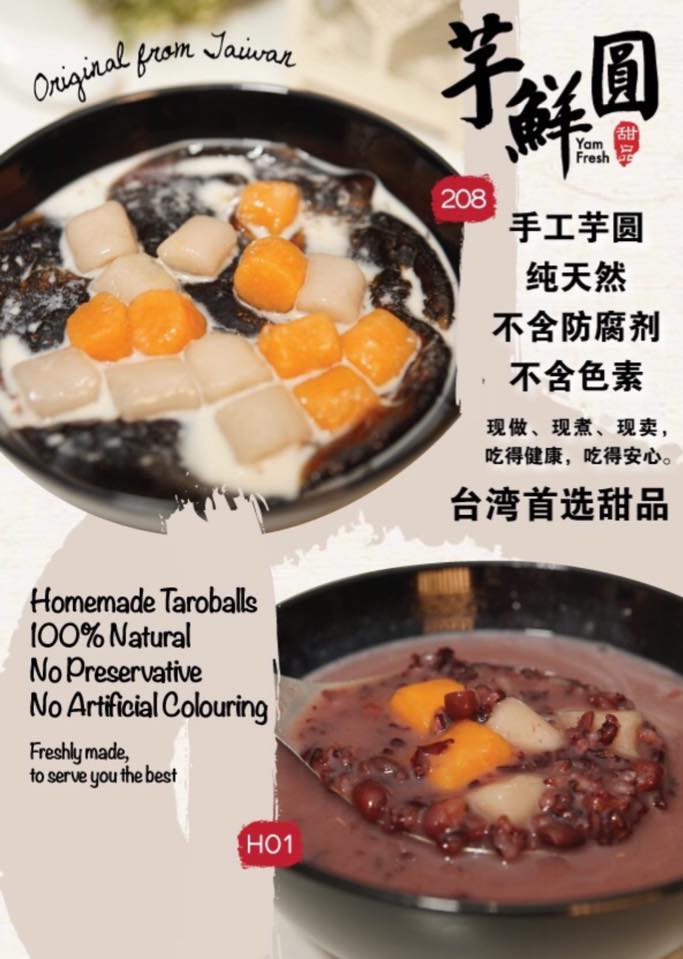 Original from Taiwan
芋鮮圓
Yam
Fresh
甜品
208
手工芋圆
纯天然
不含防腐剂
不含色素
现做、现煮、现卖，
吃得健康，吃得安心。
台湾首选甜品
Homemade Taroballs
100% Natural
No Preservative
No Artificial Colouring
Freshly made,
to serve you the best
H01